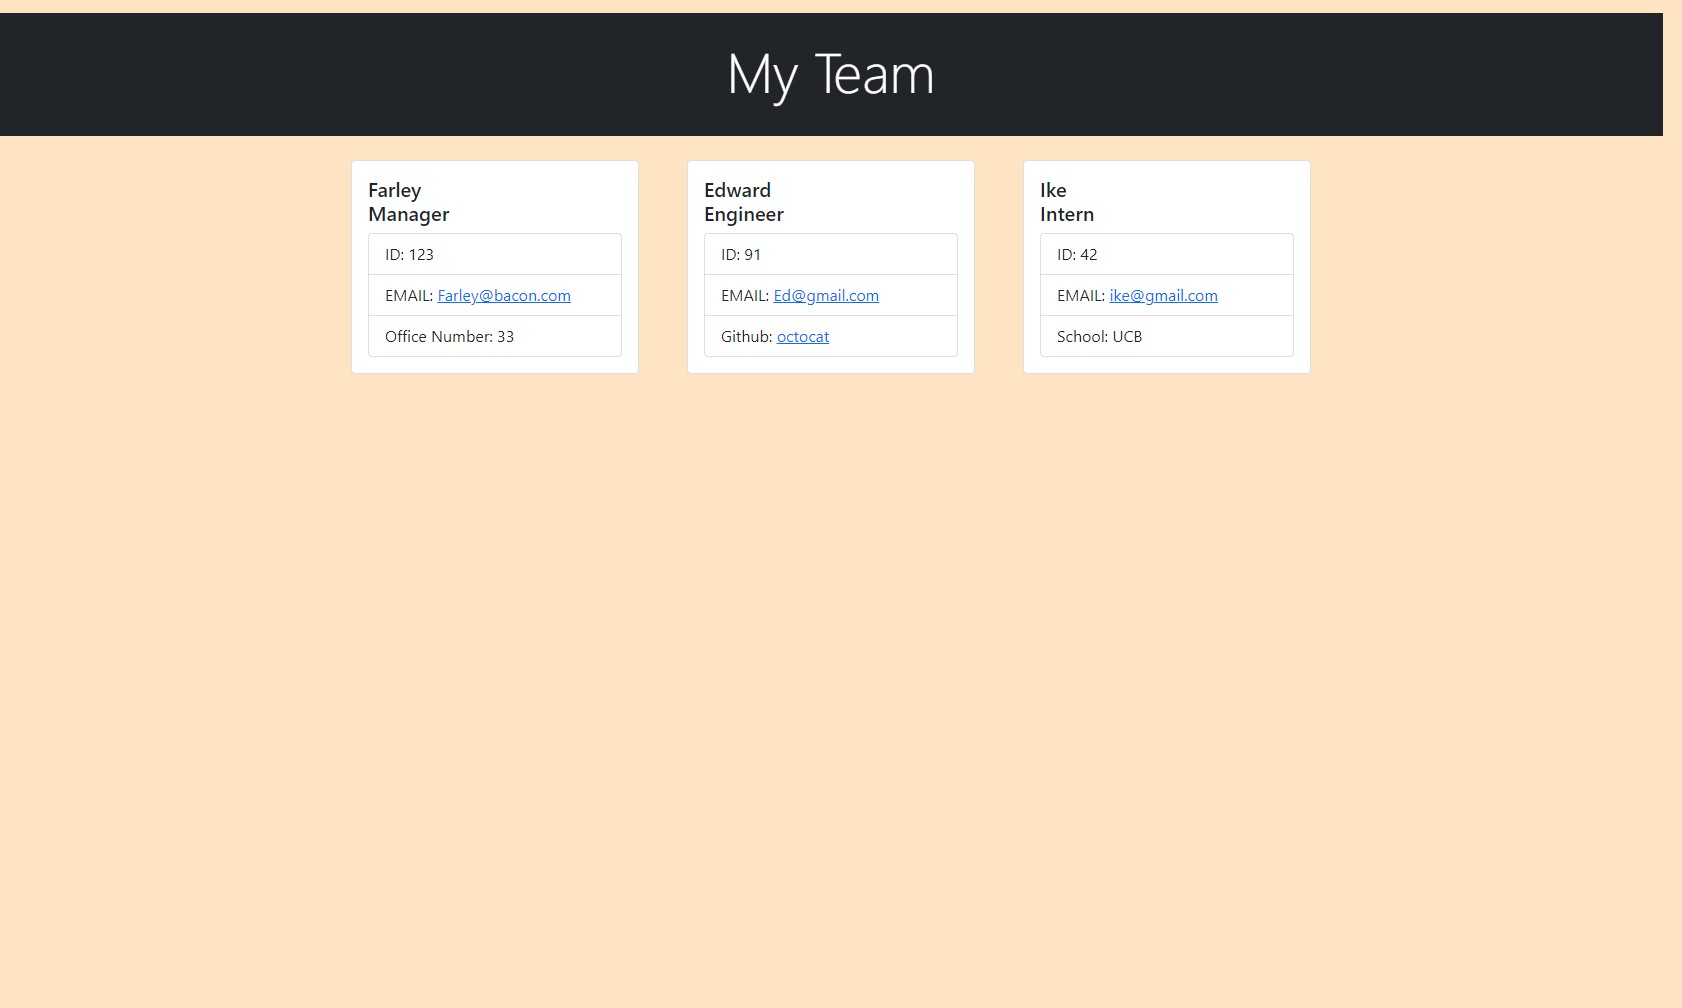 My Team
Farley
Manager
ID: 123
EMAIL: Farley@bacon.com
Office Number: 33
Edward
Engineer
ID: 91
EMAIL: Ed@gmail.com
Github: octocat
Ike
Intern
ID: 42
EMAIL: ike@gmail.com
School: UCB